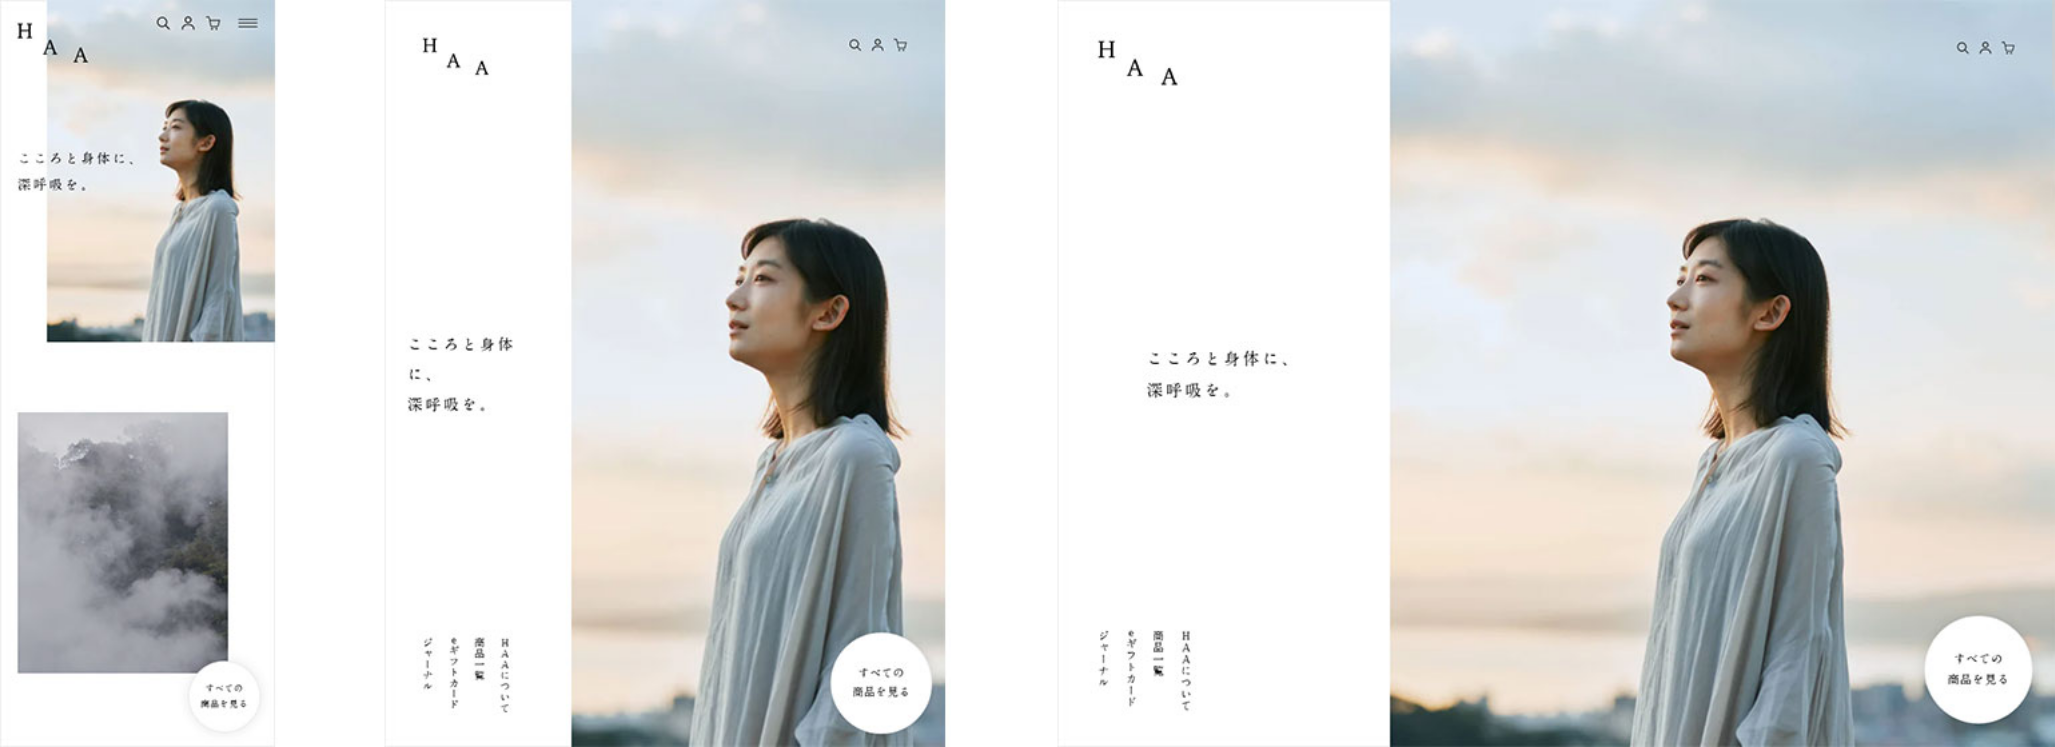 HAA
こころと身体に、
深呼吸を。
すべての
商品を見る
HAA
こころと身体
に、
深呼吸を。
HAAについて
商品一覧
eギフトカード
ジャーナル
すべての
商品を見る
HAA
こころと身体に、
深呼吸を。
HAAについて
商品一覧
eギフトカード
ジャーナル
すべての
商品を見る